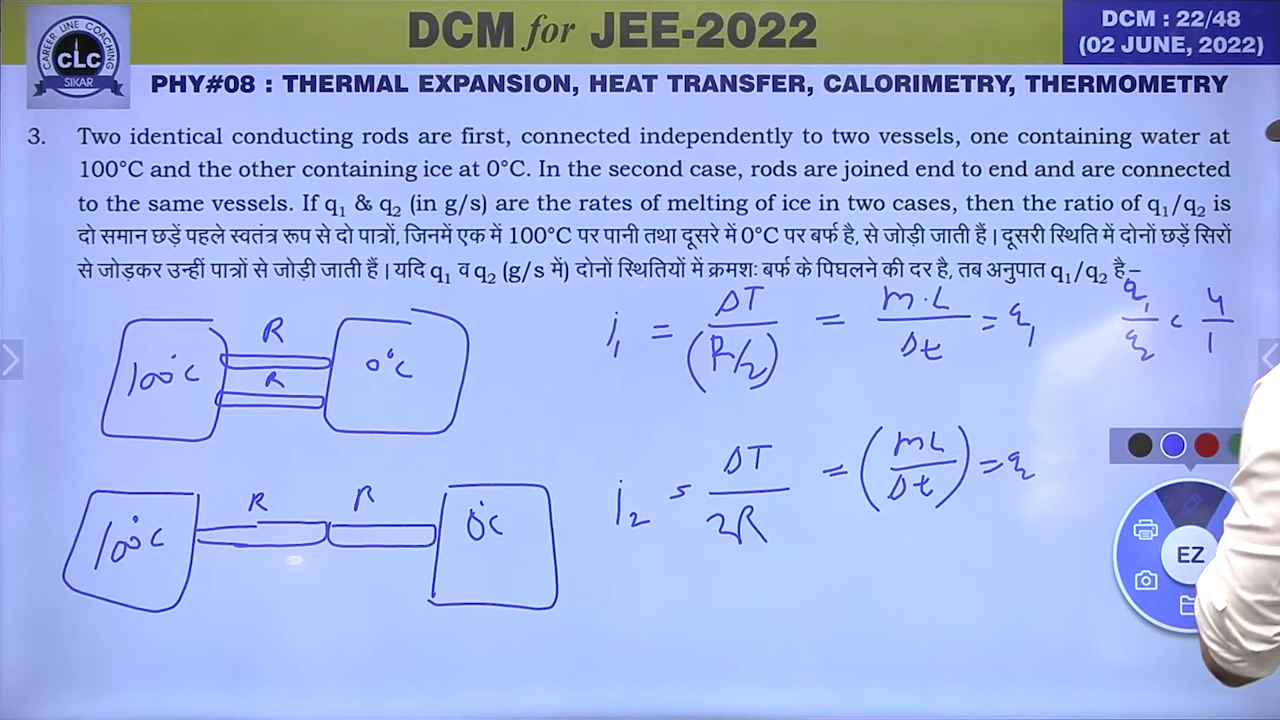 CAREER LINE COACHING
CLC
SIKAR
DCM for JEE-2022
DCM : 22/48
(02 JUNE, 2022)
PHY#08 : THERMAL EXPANSION, HEAT TRANSFER, CALORIMETRY, THERMOMETRY
3. Two identical conducting rods are first, connected independently to two vessels, one containing water at
100°C and the other containing ice at 0°C. In the second case, rods are joined end to end and are connected
to the same vessels. If q₁ & q₂ (in g/s) are the rates of melting of ice in two cases, then the ratio of q₁/q₂ is
दो समान छड़ें पहले स्वतंत्र रूप से दो पात्रों, जिनमें एक में 100°C पर पानी तथा दूसरे में 0°C पर बर्फ है, से जोड़ी जाती हैं। दूसरी स्थिति में दोनों छड़ें सिरों
से जोड़कर उन्हीं पात्रों से जोड़ी जाती हैं। यदि q₁ व q₂ (g/s में) दोनों स्थितियों में क्रमशः बर्फ के पिघलने की दर है, तब अनुपात q₁/q₂ है–
100°C R R 0°C
i₁ = ΔT/(R/2) = m.L/Δt = q₁
q₁/q₂ = 4/1
100°C R R 0°C
i₂ = ΔT/2R = (mL/Δt) = q₂
EZ